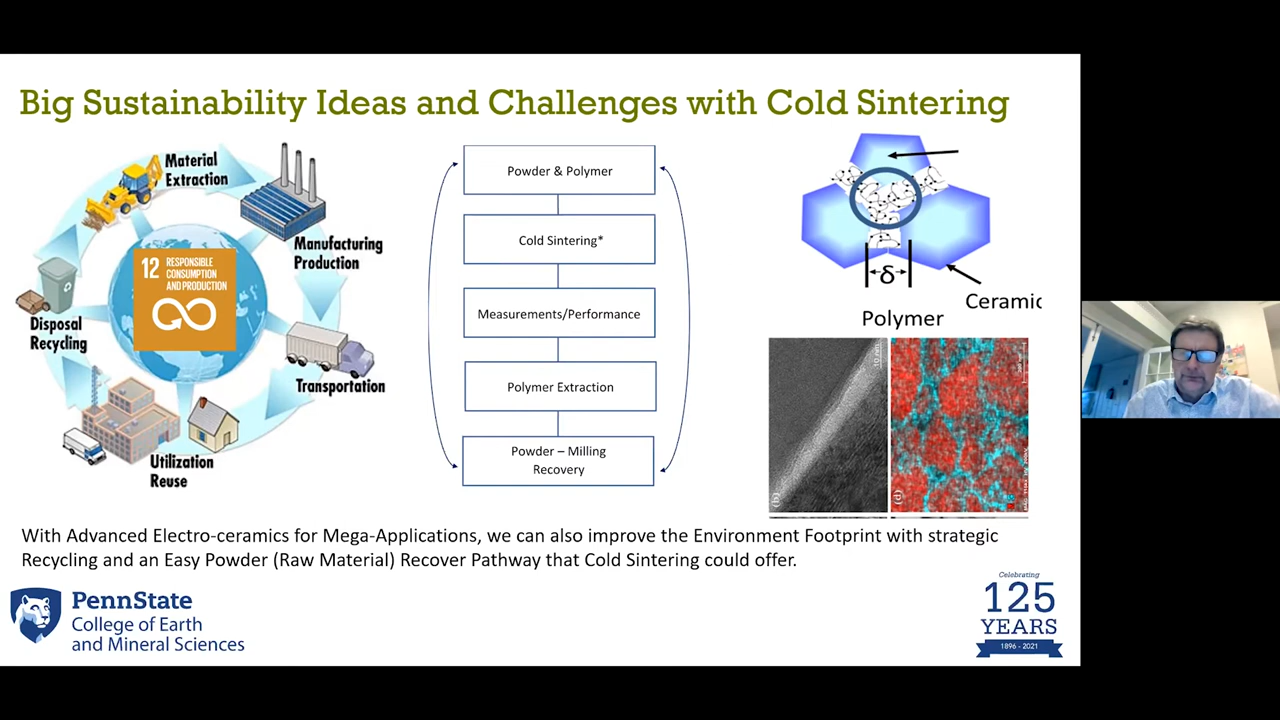 Big Sustainability Ideas and Challenges with Cold Sintering
Material
Extraction
Manufacturing
Production
12 RESPONSIBLE
CONSUMPTION
AND PRODUCTION
Disposal
Recycling
Transportation
Utilization
Reuse
Powder & Polymer
Cold Sintering*
Measurements/Performance
Polymer Extraction
Powder – Milling
Recovery
δ
Ceramic
Polymer
10 nm
(b)
(d)
With Advanced Electro-ceramics for Mega-Applications, we can also improve the Environment Footprint with strategic
Recycling and an Easy Powder (Raw Material) Recover Pathway that Cold Sintering could offer.
PennState
College of Earth
and Mineral Sciences
Celebrating
125
YEARS
1896 - 2021